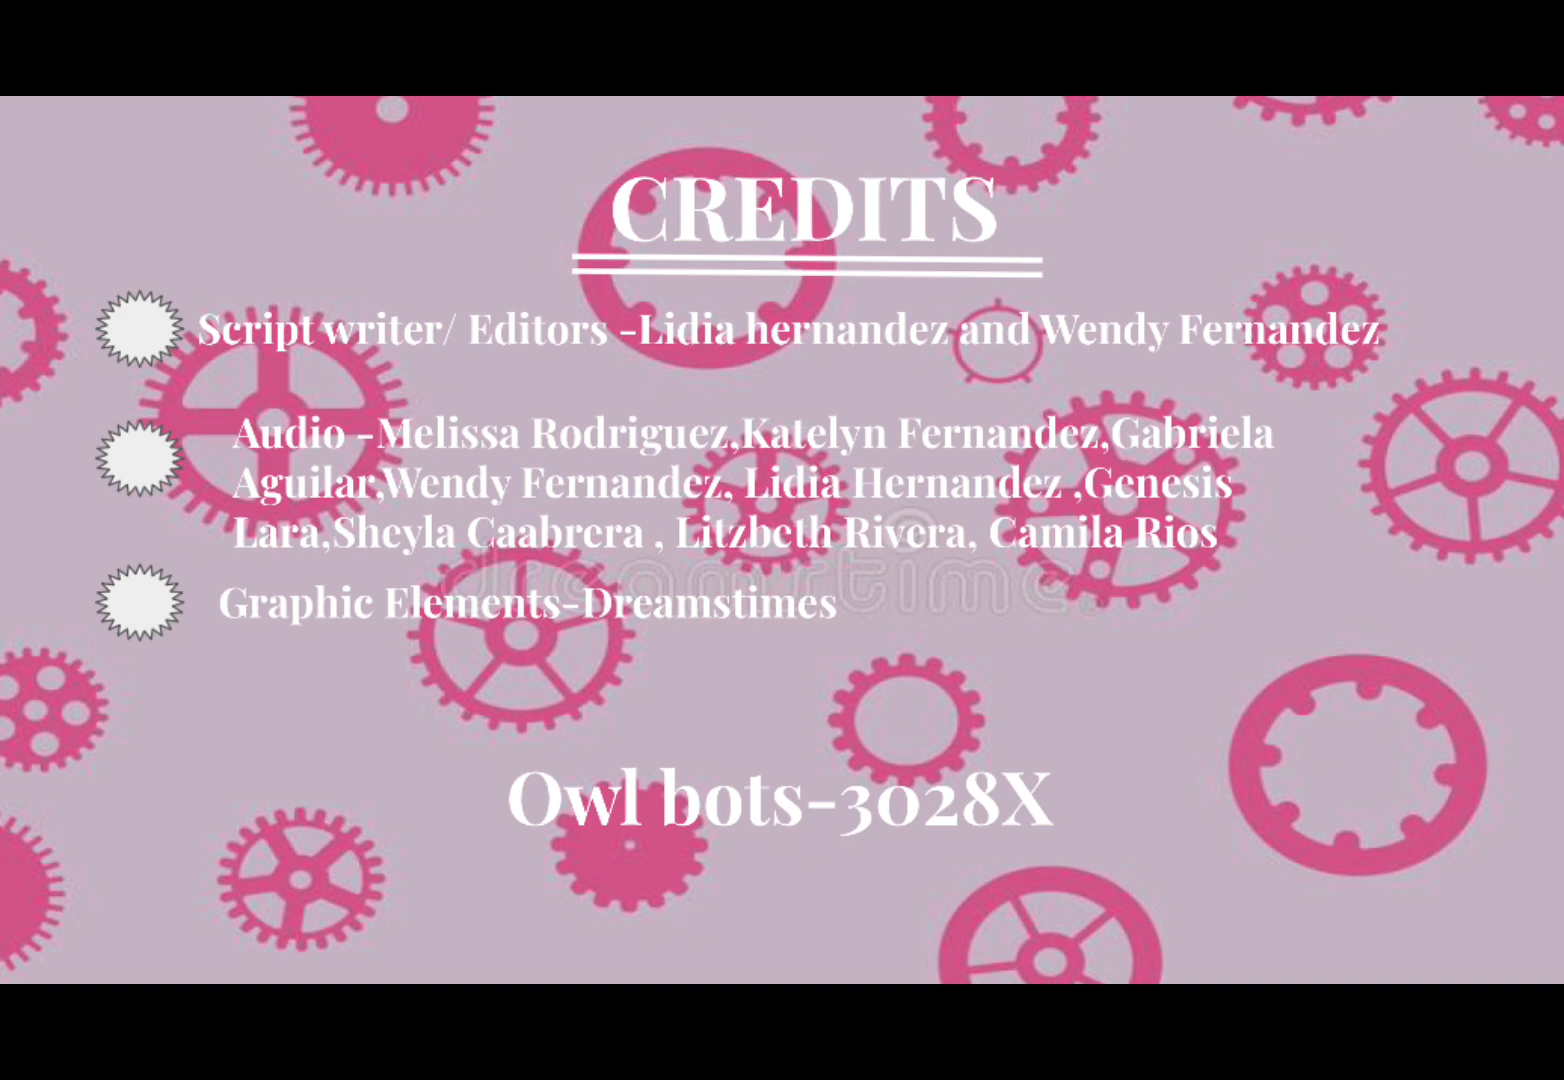 CREDITS
Script writer/ Editors -Lidia hernandez and Wendy Fernandez
Audio -Melissa Rodriguez,Katelyn Fernandez,Gabriela
Aguilar,Wendy Fernandez, Lidia Hernandez ,Genesis
Lara,Sheyla Caabrera , Litzbeth Rivera, Camila Rios
dreamstime.
Graphic Elements-Dreamstimes
Owl bots-3028X